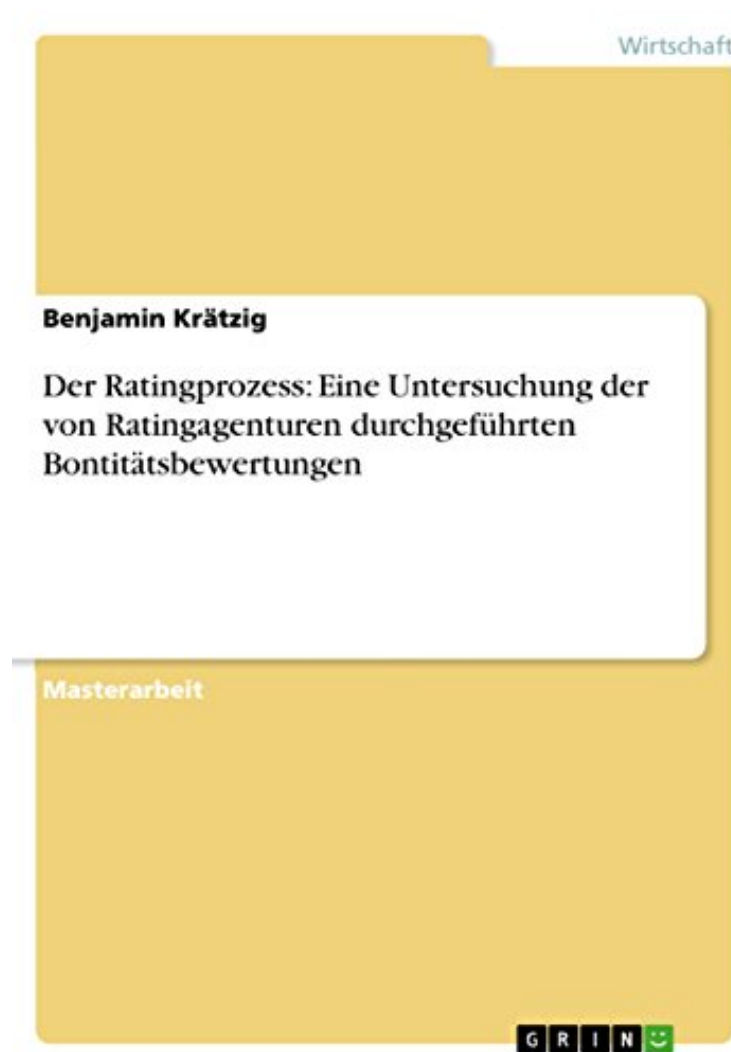 Wirtschaft
Benjamin Krätzig
Der Ratingprozess: Eine Untersuchung der
von Ratingagenturen durchgeführten
Bontitätsbewertungen
Masterarbeit
GRIN